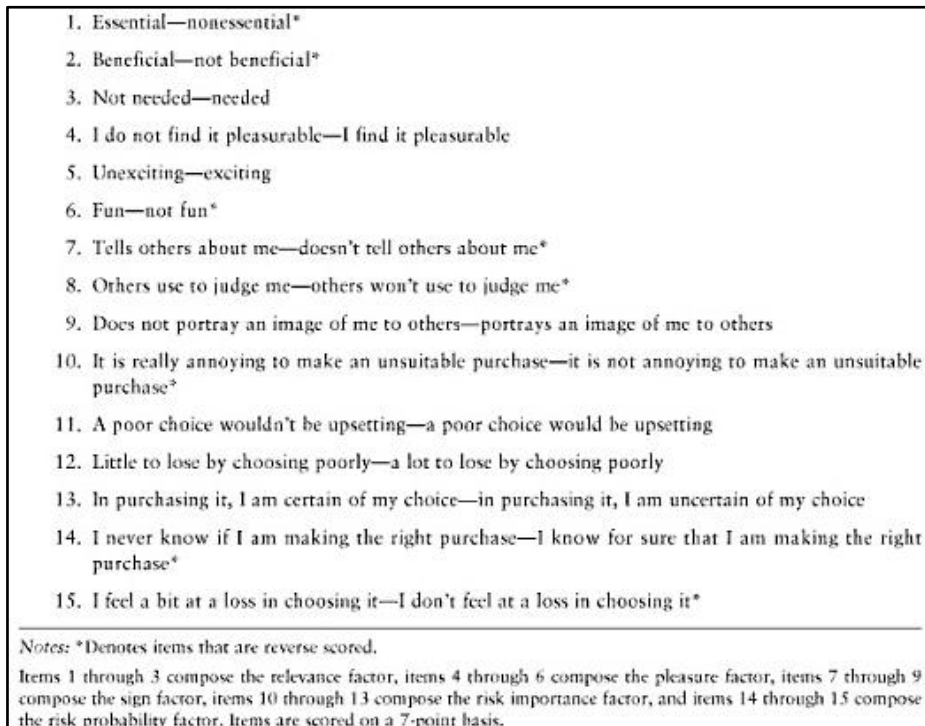 1. Essential—nonessential*
2. Beneficial—not beneficial*
3. Not needed—needed
4. I do not find it pleasurable—I find it pleasurable
5. Unexciting—exciting
6. Fun—not fun*
7. Tells others about me—doesn't tell others about me*
8. Others use to judge me—others won't use to judge me*
9. Does not portray an image of me to others—portrays an image of me to others
10. It is really annoying to make an unsuitable purchase—it is not annoying to make an unsuitable
purchase*
11. A poor choice wouldn't be upsetting—a poor choice would be upsetting
12. Little to lose by choosing poorly—a lot to lose by choosing poorly
13. In purchasing it, I am certain of my choice—in purchasing it, I am uncertain of my choice
14. I never know if I am making the right purchase—I know for sure that I am making the right
purchase*
15. I feel a bit at a loss in choosing it—I don't feel at a loss in choosing it*
Notes: *Denotes items that are reverse scored.
Items 1 through 3 compose the relevance factor, items 4 through 6 compose the pleasure factor, items 7 through 9
compose the sign factor, items 10 through 13 compose the risk importance factor, and items 14 through 15 compose
the risk probability factor. Items are scored on a 7-point basis.